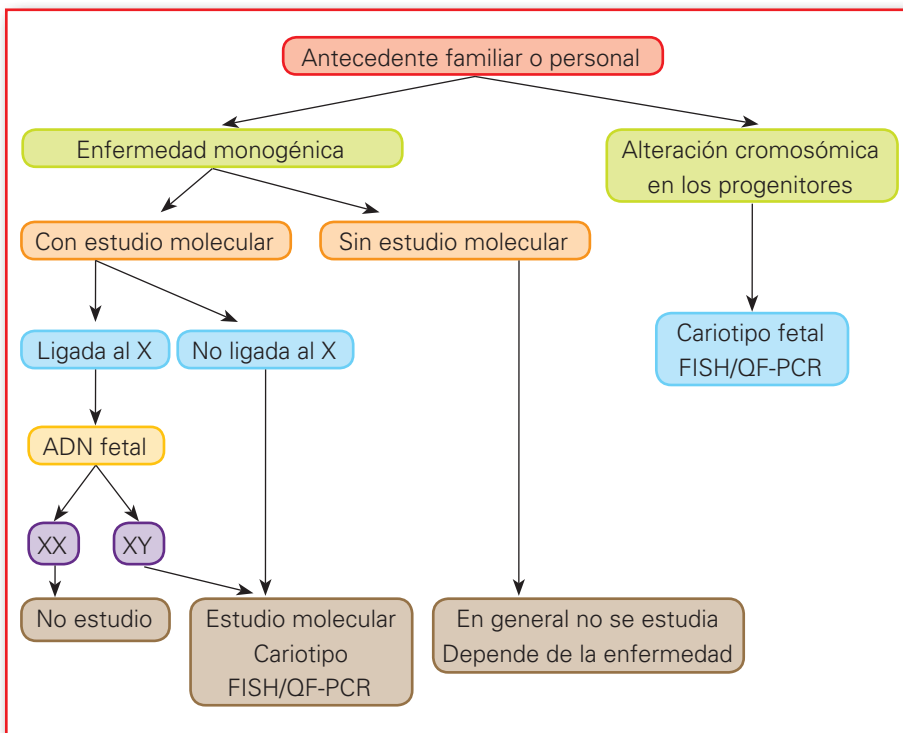 Antecedente familiar o personal
Enfermedad monogénica
Alteración cromosómica
en los progenitores
Con estudio molecular
Sin estudio molecular
Ligada al X
No ligada al X
Cariotipo fetal
FISH/QF-PCR
ADN fetal
XX
XY
No estudio
Estudio molecular
Cariotipo
FISH/QF-PCR
En general no se estudia
Depende de la enfermedad